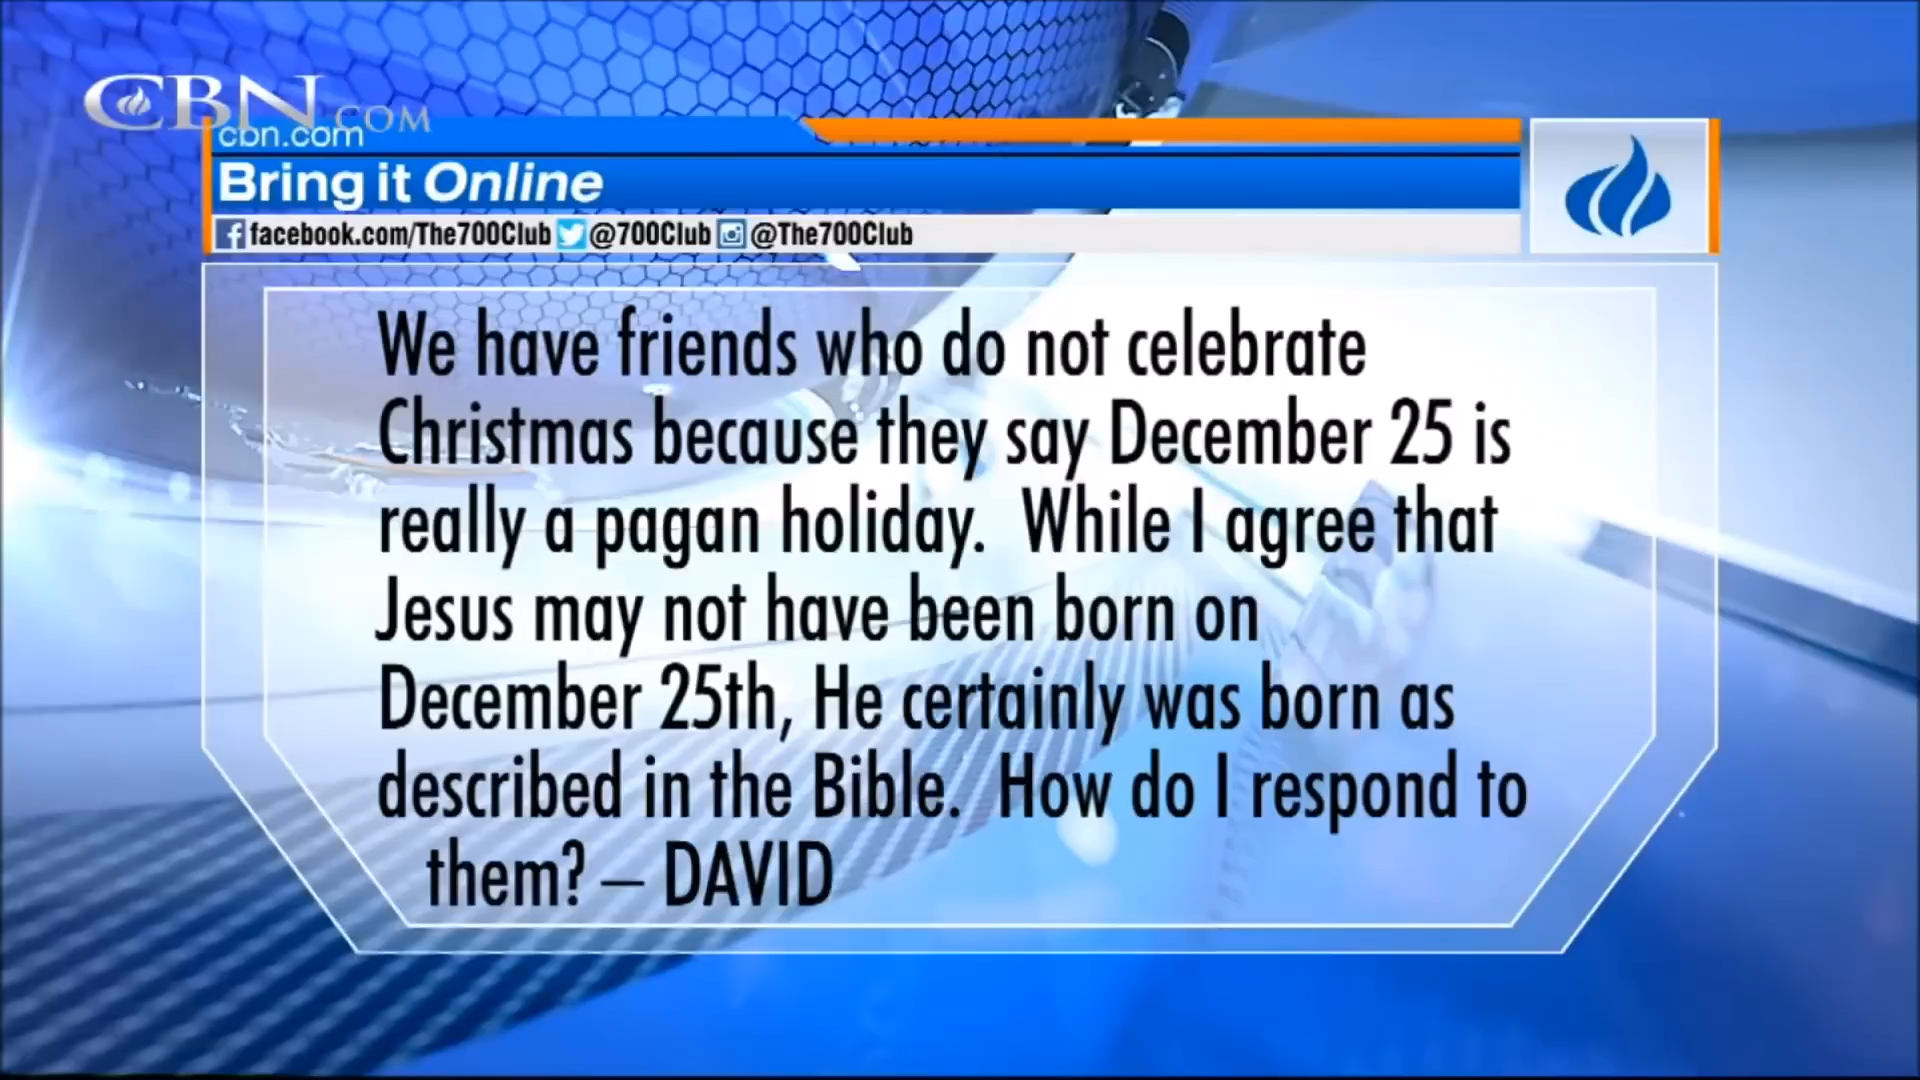 CBN.COM
cbn.com
Bring it Online
facebook.com/The700Club @700Club @The700Club
We have friends who do not celebrate
Christmas because they say December 25 is
really a pagan holiday.  While I agree that
Jesus may not have been born on
December 25th, He certainly was born as
described in the Bible.  How do I respond to
them? – DAVID